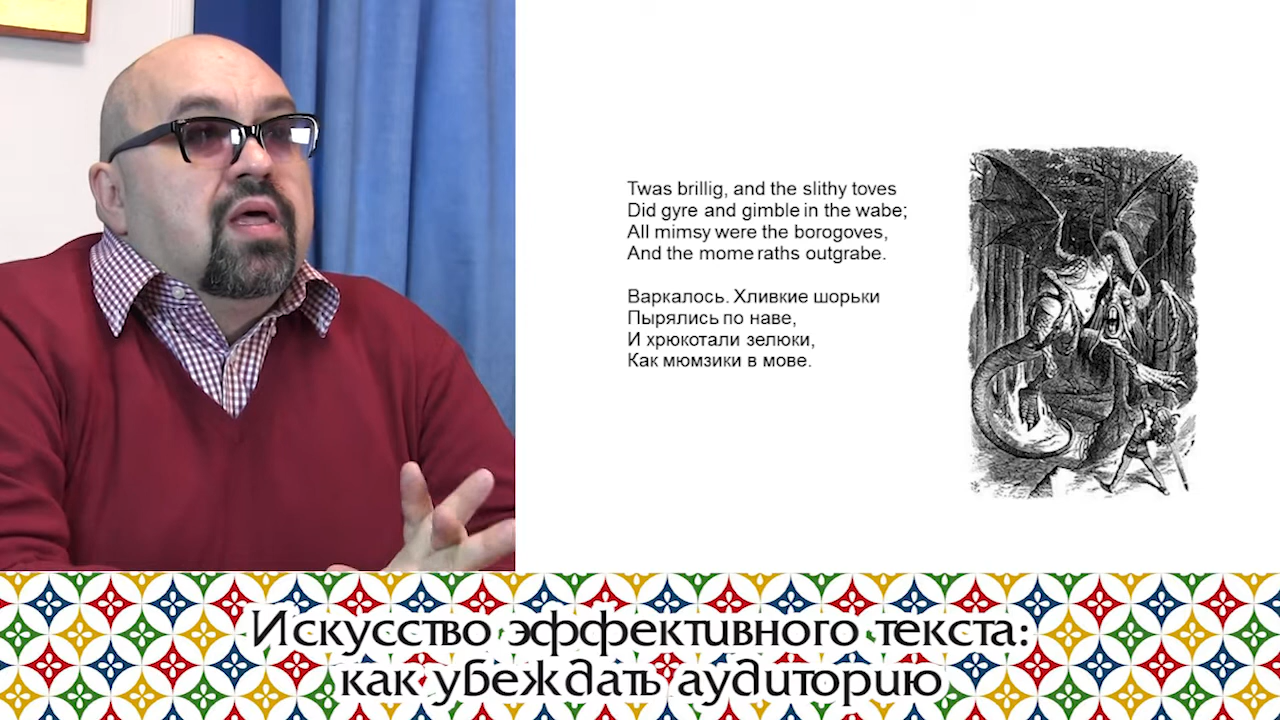 Twas brillig, and the slithy toves
Did gyre and gimble in the wabe;
All mimsy were the borogoves,
And the mome raths outgrabe.
Варкалось. Хливкие шорьки
Пырялись по наве,
И хрюкотали зелюки,
Как мюмзики в мове.
Искусство эффективного текста:
как убеждать аудиторию